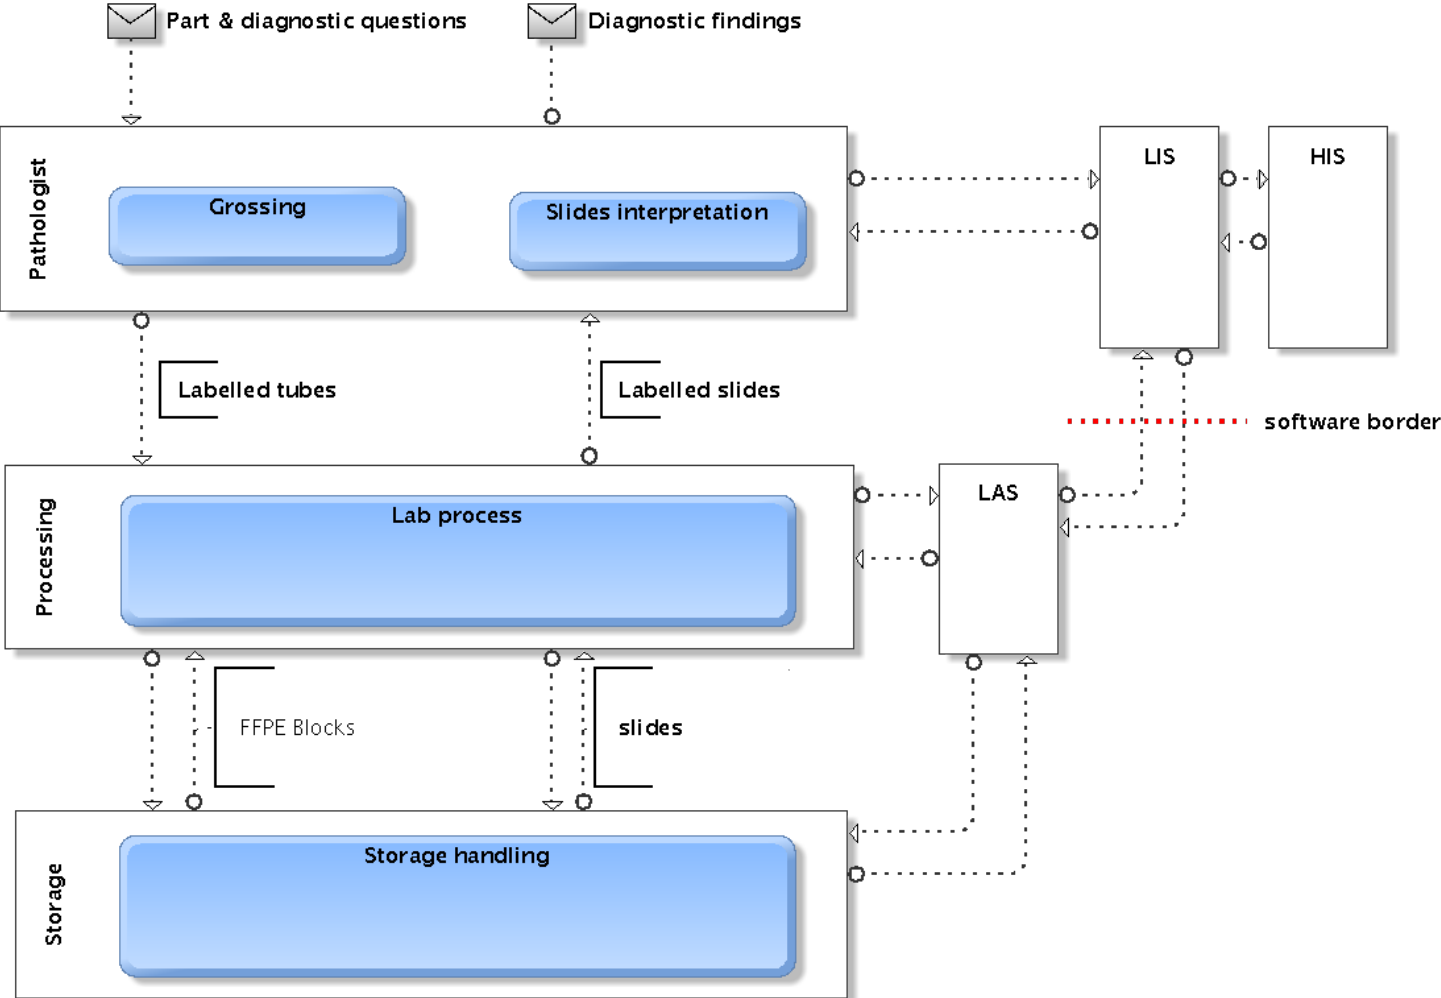 Part & diagnostic questions
Diagnostic findings
Pathologist
Grossing
Slides interpretation
LIS
HIS
Labelled tubes
Labelled slides
software border
Processing
Lab process
LAS
FFPE Blocks
slides
Storage
Storage handling